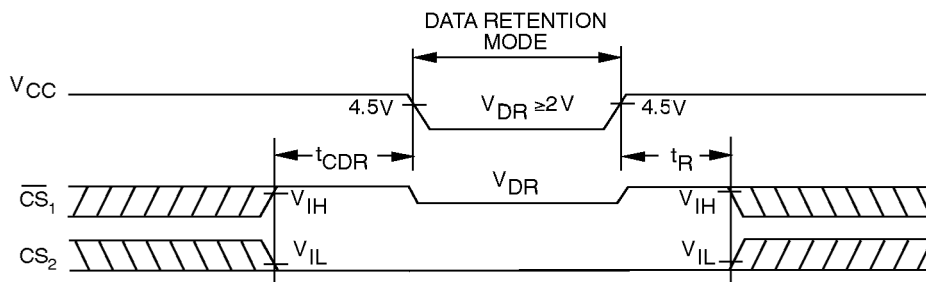 DATA RETENTION
MODE
VCC
4.5V
VDR ≥2 V
4.5V
tCDR
tR
CS1
VIH
VDR
VIH
CS2
VIL
VIL